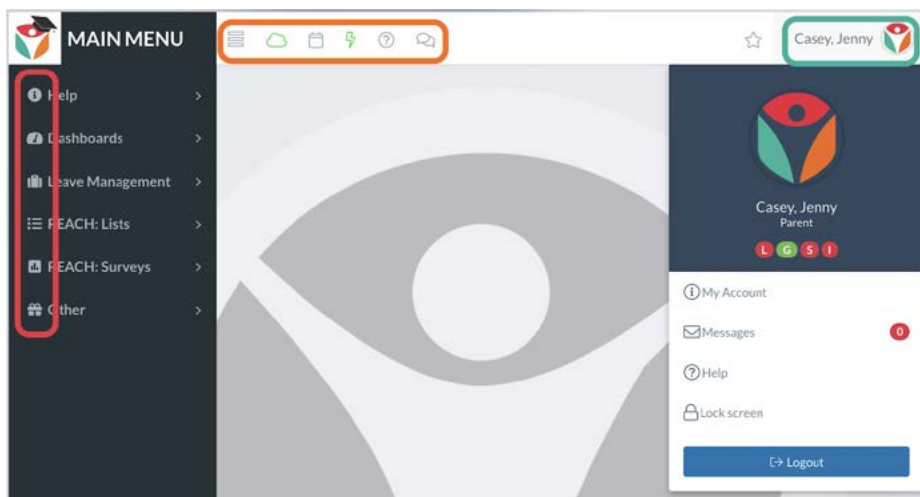 MAIN MENU
Casey, Jenny
Help
Dashboards
Leave Management
REACH: Lists
REACH: Surveys
Other
Casey, Jenny
Parent
L G S I
My Account
Messages 0
Help
Lock screen
Logout